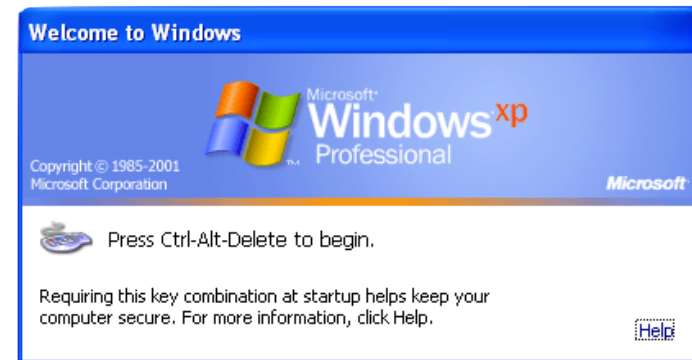 Welcome to Windows
Microsoft®
Windows xp
Professional
TM
Copyright © 1985-2001
Microsoft Corporation
Microsoft®
Press Ctrl-Alt-Delete to begin.
Requiring this key combination at startup helps keep your
computer secure. For more information, click Help.
Help